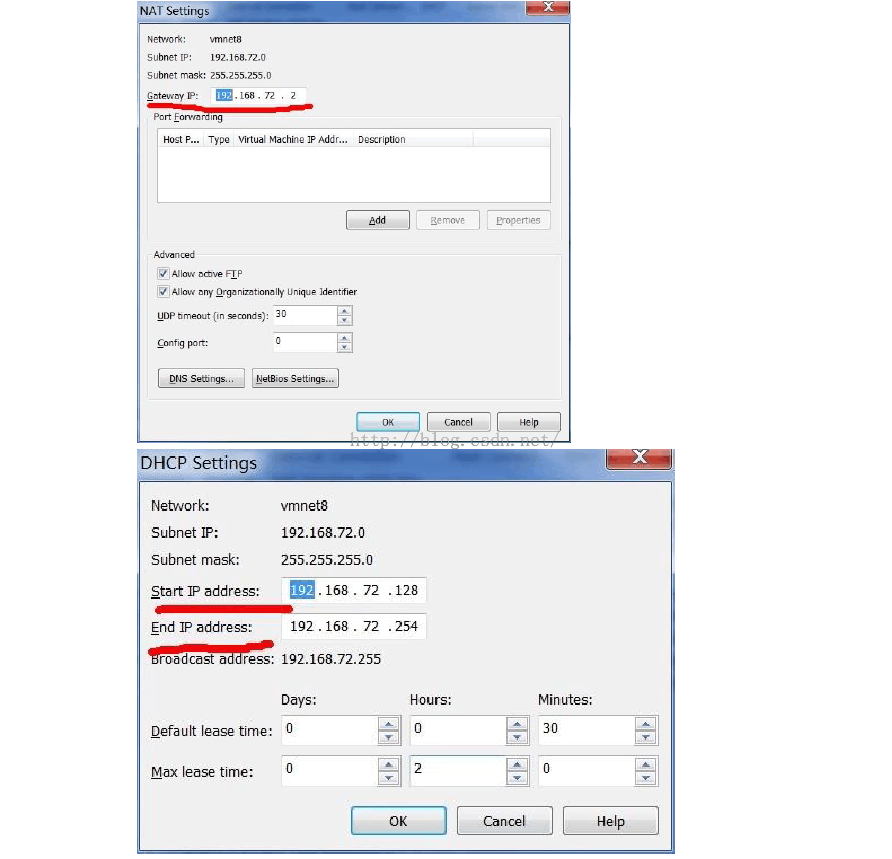 NAT Settings
Network: vmnet8
Subnet IP: 192.168.72.0
Subnet mask: 255.255.255.0
Gateway IP: 192 . 168 . 72 . 2
Port Forwarding
Host P... Type Virtual Machine IP Addr... Description
Add Remove Properties
Advanced
Allow active FTP
Allow any Organizationally Unique Identifier
UDP timeout (in seconds): 30
Config port: 0
DNS Settings... NetBios Settings...
OK Cancel Help
http://blog.csdn.net/
DHCP Settings
Network: vmnet8
Subnet IP: 192.168.72.0
Subnet mask: 255.255.255.0
Start IP address: 192 . 168 . 72 . 128
End IP address: 192 . 168 . 72 . 254
Broadcast address: 192.168.72.255
Days: Hours: Minutes:
Default lease time: 0 0 30
Max lease time: 0 2 0
OK Cancel Help